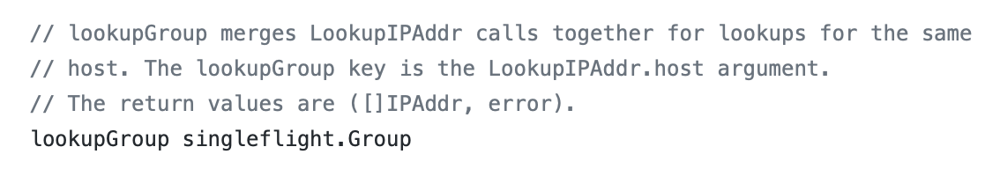 // lookupGroup merges LookupIPAddr calls together for lookups for the same
// host. The lookupGroup key is the LookupIPAddr.host argument.
// The return values are ([]IPAddr, error).
lookupGroup singleflight.Group